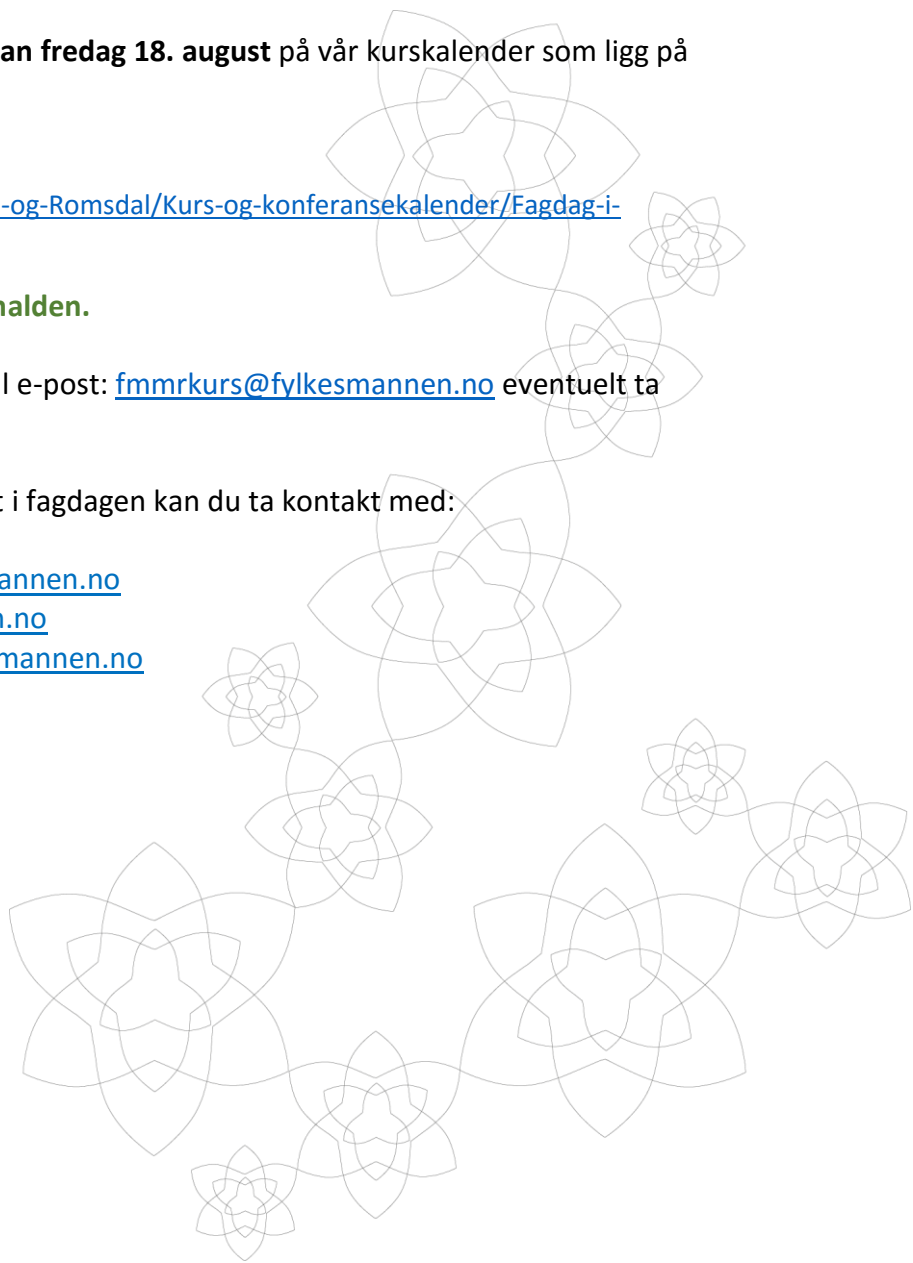 an fredag 18. august på vår kurskalender som ligg på
-og-Romsdal/Kurs-og-konferansekalender/Fagdag-i-
halden.
l e-post: fmmrkurs@fylkesmannen.no eventuelt ta
t i fagdagen kan du ta kontakt med:
annen.no
n.no
smannen.no